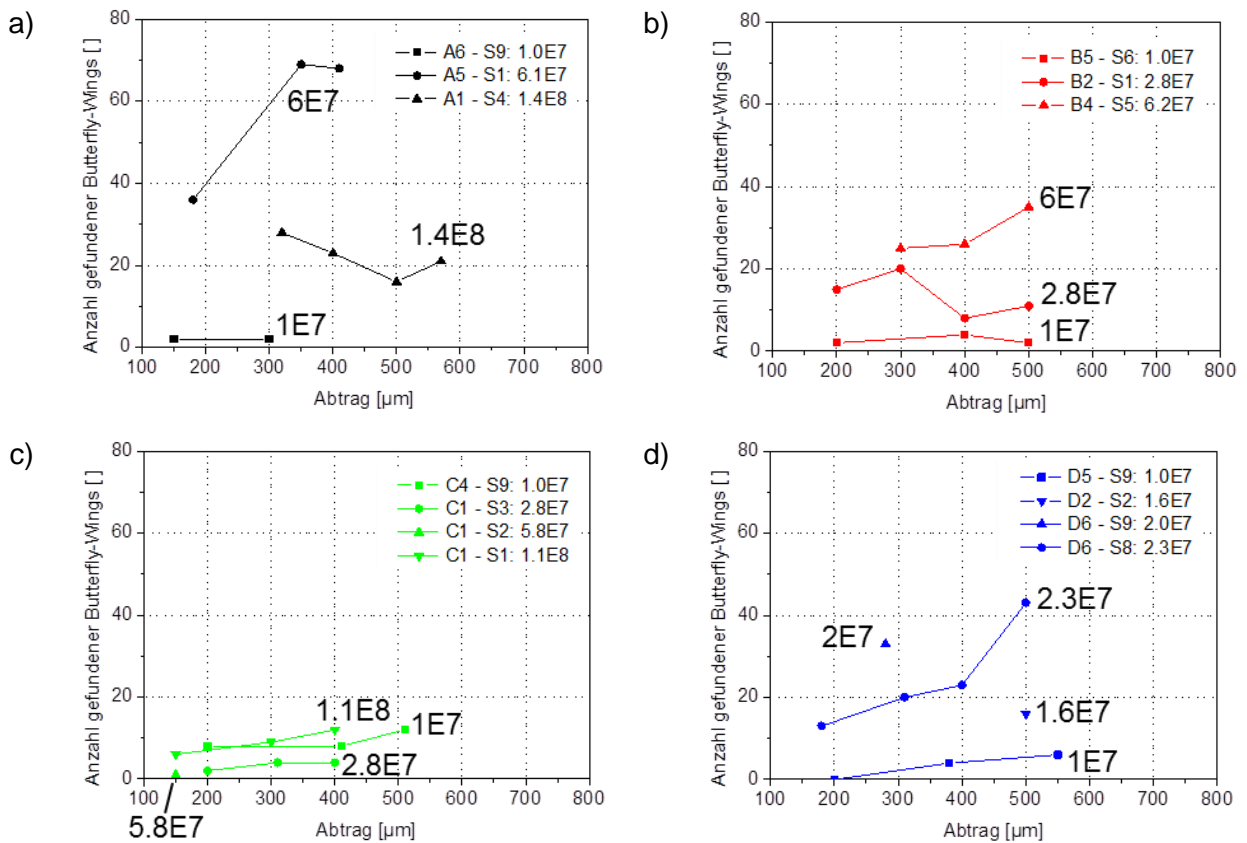 a)
80
60
40
20
0
Anzahl gefundener Butterfly-Wings [ ]
A6 - S9: 1.0E7
A5 - S1: 6.1E7
A1 - S4: 1.4E8
6E7
1.4E8
1E7
100 200 300 400 500 600 700 800
Abtrag [µm]
b)
80
60
40
20
0
Anzahl gefundener Butterfly-Wings [ ]
B5 - S6: 1.0E7
B2 - S1: 2.8E7
B4 - S5: 6.2E7
6E7
2.8E7
1E7
100 200 300 400 500 600 700 800
Abtrag [µm]
c)
80
60
40
20
0
Anzahl gefundener Butterfly-Wings [ ]
C4 - S9: 1.0E7
C1 - S3: 2.8E7
C1 - S2: 5.8E7
C1 - S1: 1.1E8
1.1E8
1E7
2.8E7
100 200 300 400 500 600 700 800
5.8E7
Abtrag [µm]
d)
80
60
40
20
0
Anzahl gefundener Butterfly-Wings [ ]
D5 - S9: 1.0E7
D2 - S2: 1.6E7
D6 - S9: 2.0E7
D6 - S8: 2.3E7
2.3E7
2E7
1.6E7
1E7
100 200 300 400 500 600 700 800
Abtrag [µm]